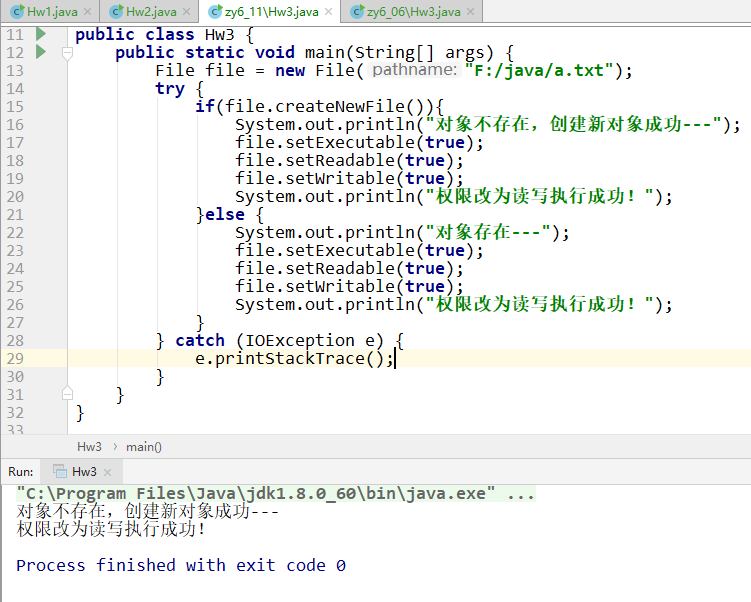 Hw1.java × Hw2.java × zy6_11\Hw3.java × zy6_06\Hw3.java ×
11 public class Hw3 {
12 public static void main(String[] args) {
13 File file = new File( pathname: "F:/java/a.txt");
14 try {
15 if(file.createNewFile()){
16 System.out.println("对象不存在，创建新对象成功---");
17 file.setExecutable(true);
18 file.setReadable(true);
19 file.setWritable(true);
20 System.out.println("权限改为读写执行成功！");
21 }else {
22 System.out.println("对象存在---");
23 file.setExecutable(true);
24 file.setReadable(true);
25 file.setWritable(true);
26 System.out.println("权限改为读写执行成功！");
27 }
28 } catch (IOException e) {
29 e.printStackTrace();
30 }
31 }
32 }
33
Hw3 › main()
Run: Hw3 ×
"C:\Program Files\Java\jdk1.8.0_60\bin\java.exe" ...
对象不存在，创建新对象成功---
权限改为读写执行成功！
Process finished with exit code 0